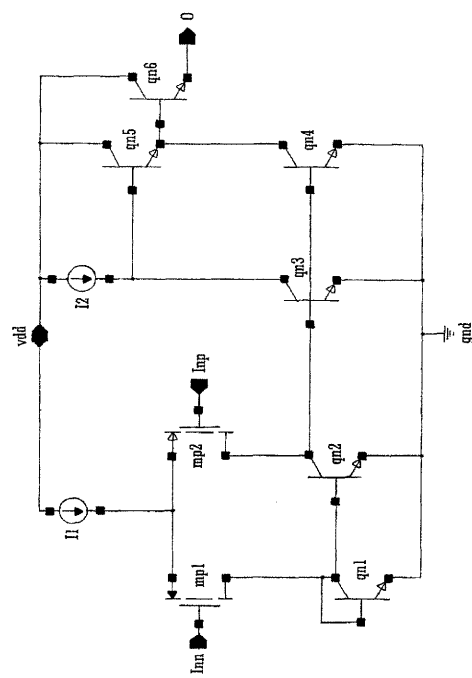 O
qn6
qn5
qn4
I2
qn3
vdd
gnd
Inp
mp2
qn2
I1
mp1
qn1
Inn